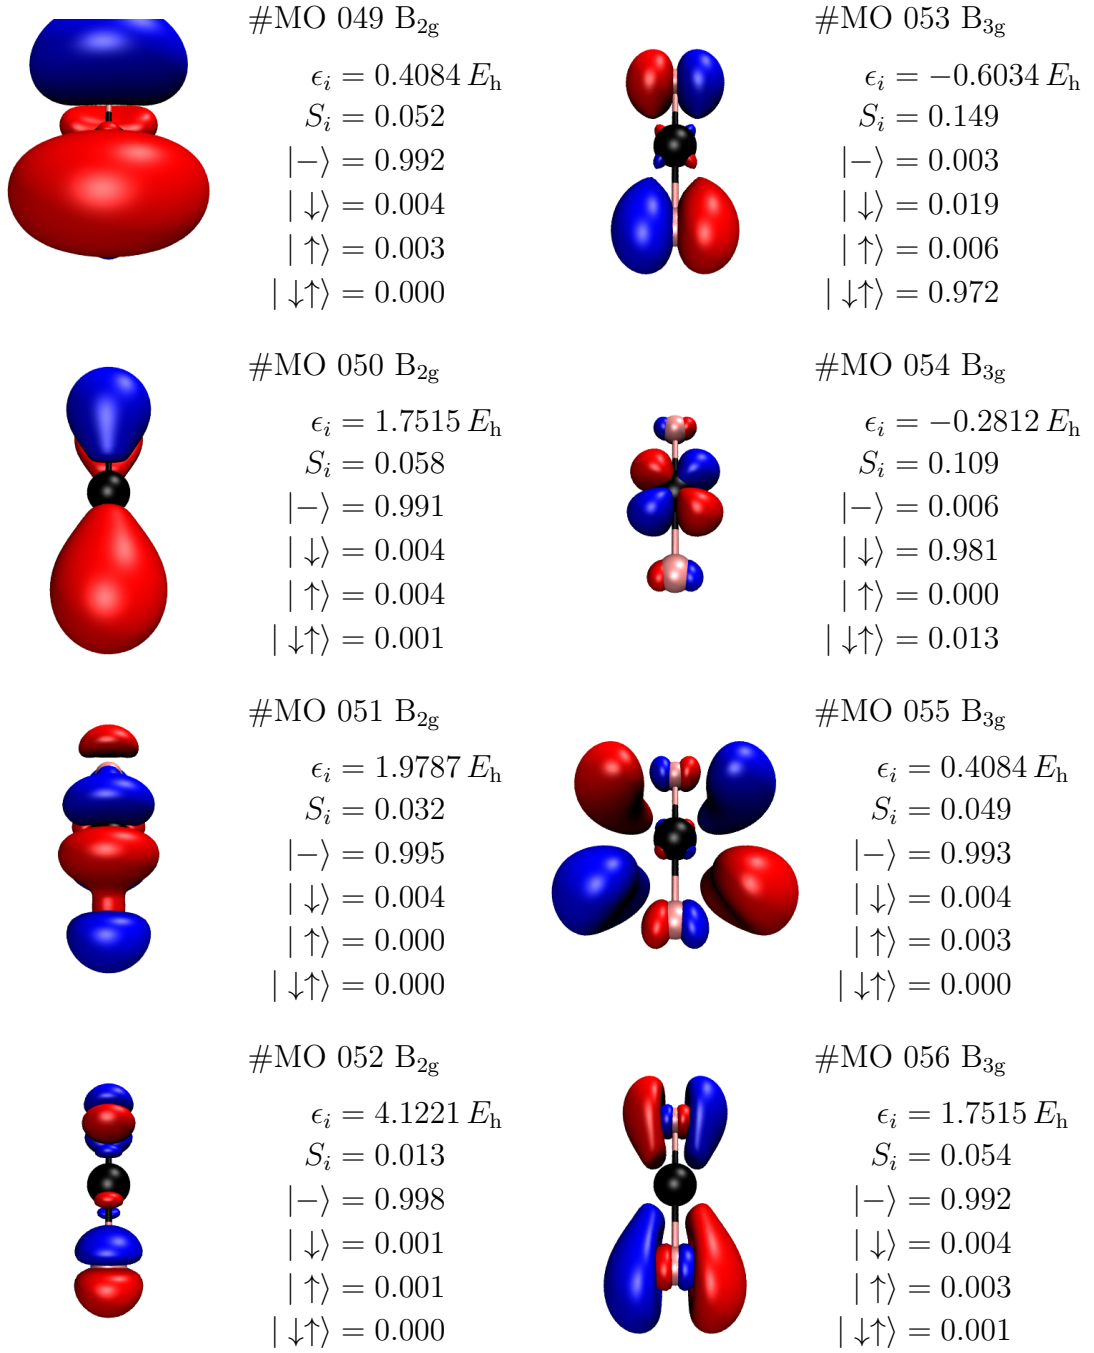 #MO 049 B2g
ϵi = 0.4084 Eh
Si = 0.052
|−⟩ = 0.992
| ↓⟩ = 0.004
| ↑⟩ = 0.003
| ↓↑⟩ = 0.000
#MO 050 B2g
ϵi = 1.7515 Eh
Si = 0.058
|−⟩ = 0.991
| ↓⟩ = 0.004
| ↑⟩ = 0.004
| ↓↑⟩ = 0.001
#MO 051 B2g
ϵi = 1.9787 Eh
Si = 0.032
|−⟩ = 0.995
| ↓⟩ = 0.004
| ↑⟩ = 0.000
| ↓↑⟩ = 0.000
#MO 052 B2g
ϵi = 4.1221 Eh
Si = 0.013
|−⟩ = 0.998
| ↓⟩ = 0.001
| ↑⟩ = 0.001
| ↓↑⟩ = 0.000
#MO 053 B3g
ϵi = −0.6034 Eh
Si = 0.149
|−⟩ = 0.003
| ↓⟩ = 0.019
| ↑⟩ = 0.006
| ↓↑⟩ = 0.972
#MO 054 B3g
ϵi = −0.2812 Eh
Si = 0.109
|−⟩ = 0.006
| ↓⟩ = 0.981
| ↑⟩ = 0.000
| ↓↑⟩ = 0.013
#MO 055 B3g
ϵi = 0.4084 Eh
Si = 0.049
|−⟩ = 0.993
| ↓⟩ = 0.004
| ↑⟩ = 0.003
| ↓↑⟩ = 0.000
#MO 056 B3g
ϵi = 1.7515 Eh
Si = 0.054
|−⟩ = 0.992
| ↓⟩ = 0.004
| ↑⟩ = 0.003
| ↓↑⟩ = 0.001